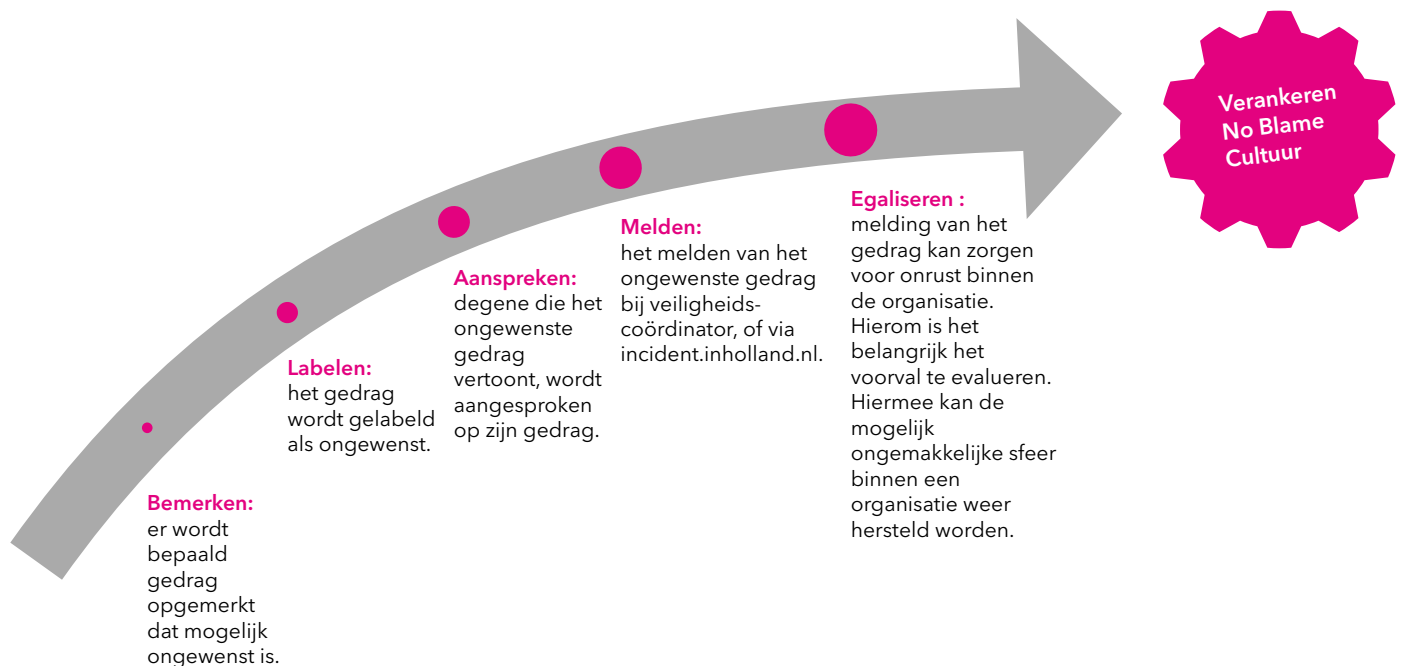 Bemerken:
er wordt
bepaald
gedrag
opgemerkt
dat mogelijk
ongewenst is.
Labelen:
het gedrag
wordt gelabeld
als ongewenst.
Aanspreken:
degene die het
ongewenste
gedrag
vertoont, wordt
aangesproken
op zijn gedrag.
Melden:
het melden van het
ongewenste gedrag
bij veiligheids-
coördinator, of via
incident.inholland.nl.
Egaliseren :
melding van het
gedrag kan zorgen
voor onrust binnen
de organisatie.
Hierom is het
belangrijk het
voorval te evalueren.
Hiermee kan de
mogelijk
ongemakkelijke sfeer
binnen een
organisatie weer
hersteld worden.
Verankeren
No Blame
Cultuur